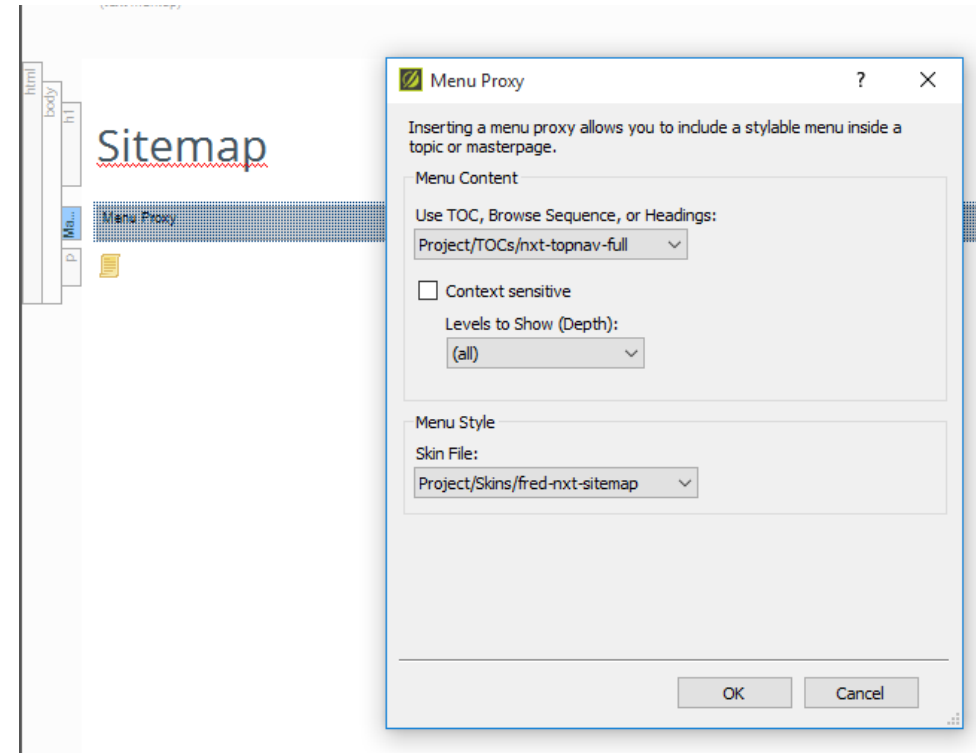 html
body
h1
Sitemap
Ma...
Menu Proxy
p
Menu Proxy
?
Inserting a menu proxy allows you to include a stylable menu inside a
topic or masterpage.
Menu Content
Use TOC, Browse Sequence, or Headings:
Project/TOCs/nxt-topnav-full
Context sensitive
Levels to Show (Depth):
(all)
Menu Style
Skin File:
Project/Skins/fred-nxt-sitemap
OK
Cancel